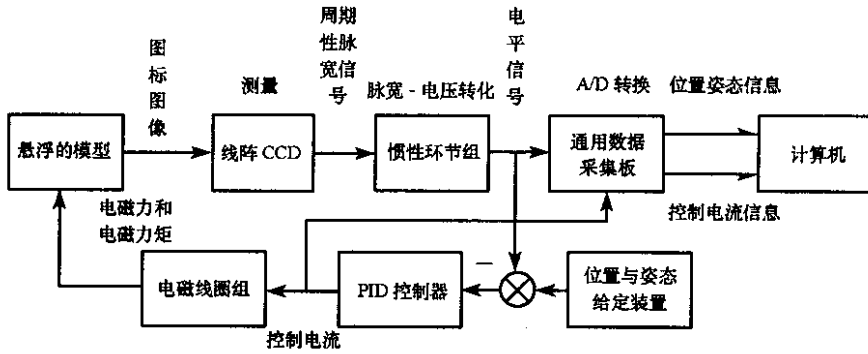 图标图像
测量
周期性脉宽信号
脉宽 - 电压转化
电平信号
A/D 转换
位置姿态信息
悬浮的模型
线阵 CCD
惯性环节组
通用数据
采集板
计算机
电磁力和
电磁力矩
控制电流信息
电磁线圈组
PID 控制器
−
位置与姿态
给定装置
控制电流